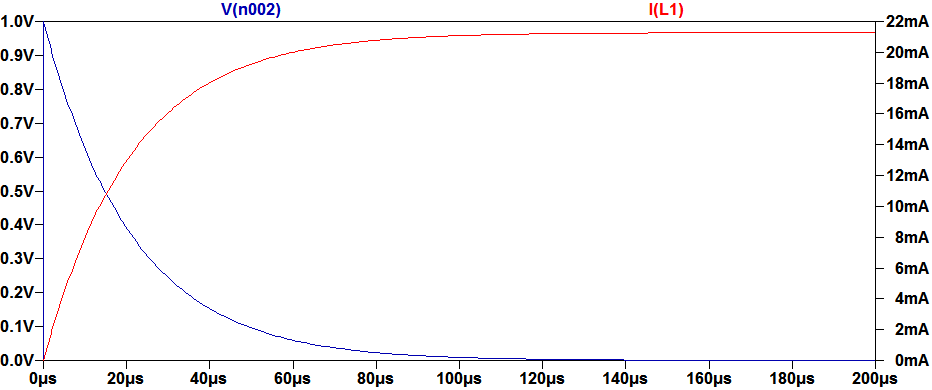 V(n002) I(L1)
1.0V 22mA
0.9V 20mA
0.8V 18mA
0.7V 16mA
0.6V 14mA
0.5V 12mA
0.4V 10mA
0.3V 8mA
0.2V 6mA
0.1V 4mA
0.0V 2mA
0mA
0µs 20µs 40µs 60µs 80µs 100µs 120µs 140µs 160µs 180µs 200µs